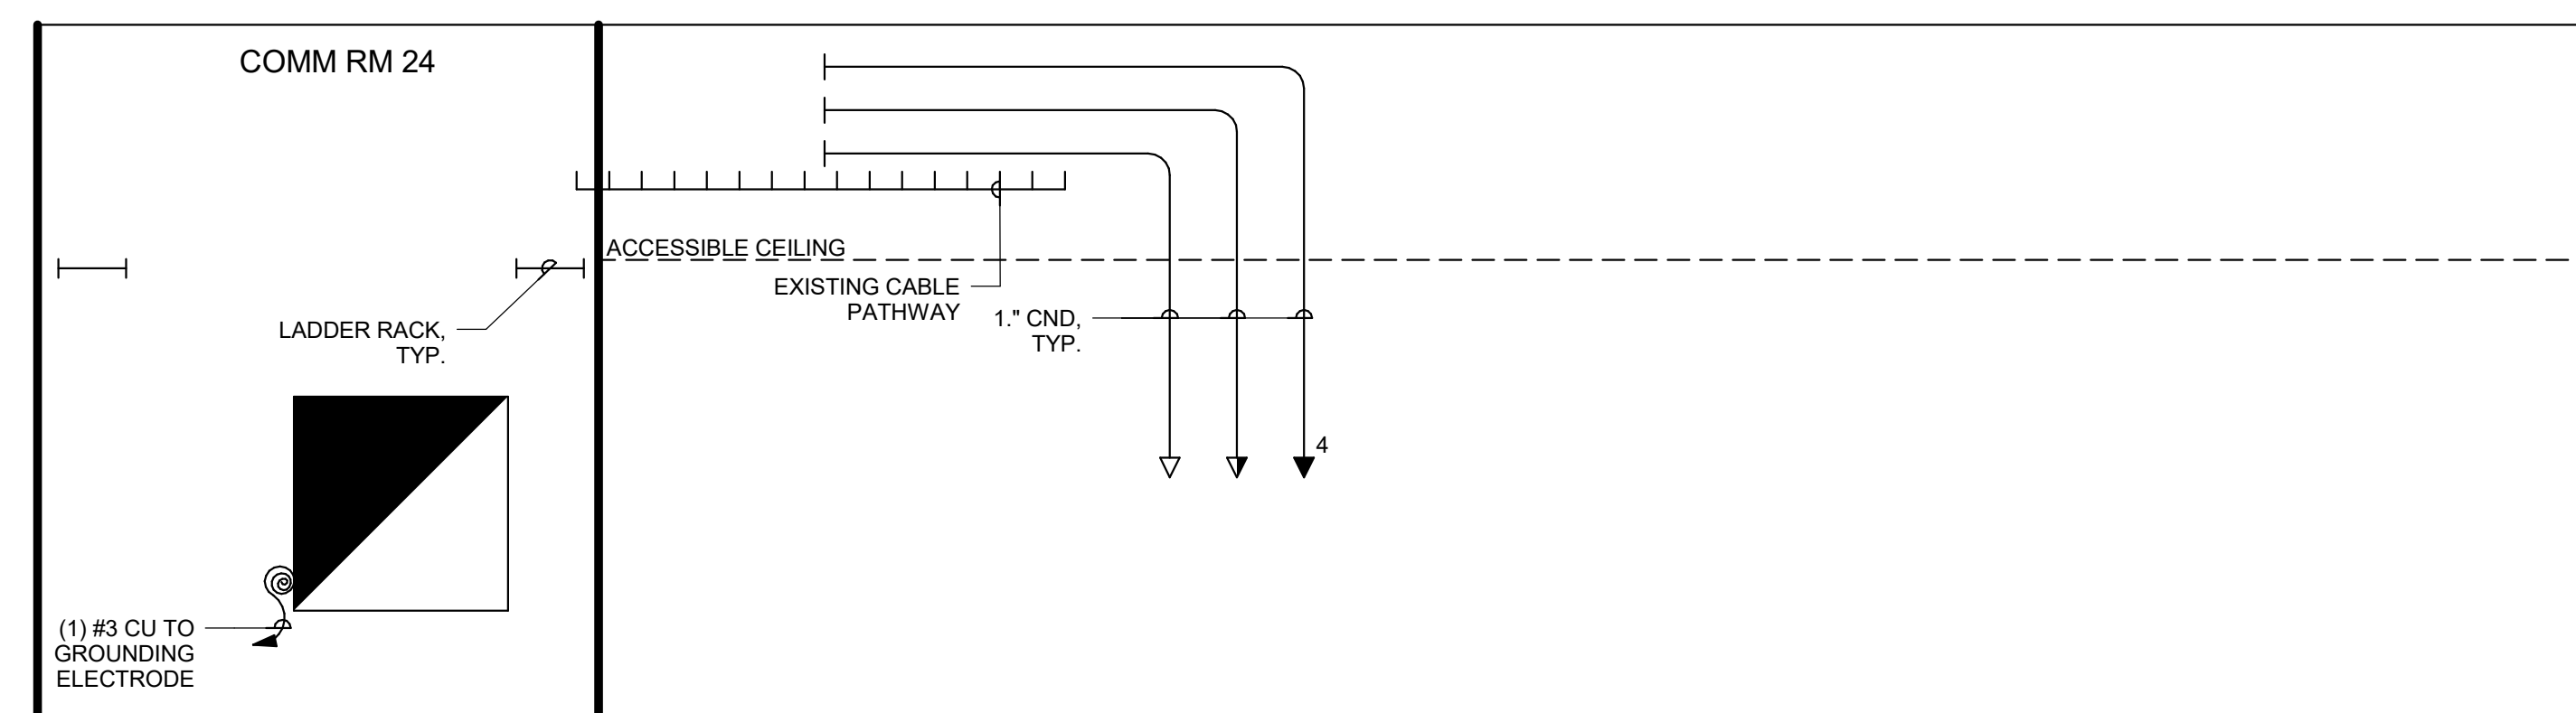 COMM RM 24
ACCESSIBLE CEILING
EXISTING CABLE
PATHWAY
1." CND,
TYP.
LADDER RACK,
TYP.
4
(1) #3 CU TO
GROUNDING
ELECTRODE